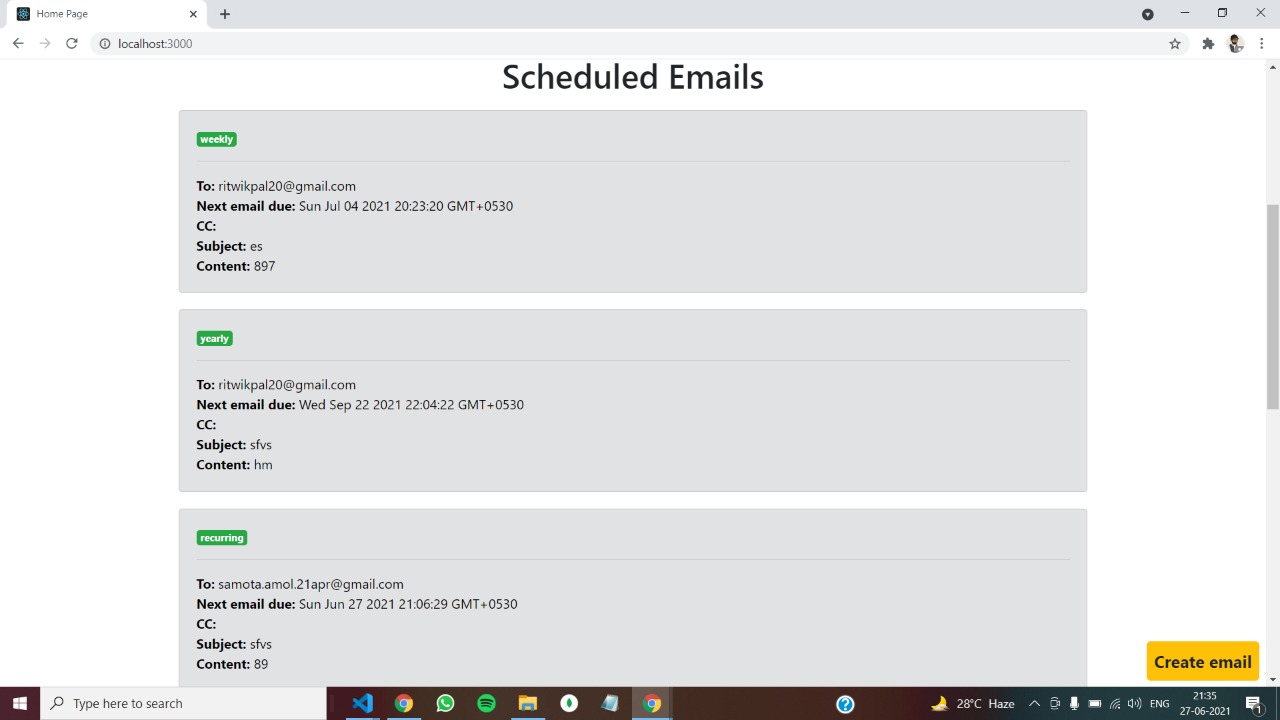 Home Page
localhost:3000
Scheduled Emails
weekly
To: ritwikpal20@gmail.com
Next email due: Sun Jul 04 2021 20:23:20 GMT+0530
CC:
Subject: es
Content: 897
yearly
To: ritwikpal20@gmail.com
Next email due: Wed Sep 22 2021 22:04:22 GMT+0530
CC:
Subject: sfvs
Content: hm
recurring
To: samota.amol.21apr@gmail.com
Next email due: Sun Jun 27 2021 21:06:29 GMT+0530
CC:
Subject: sfvs
Content: 89
Create email
Type here to search
28°C Haze
ENG
21:35
27-06-2021
1